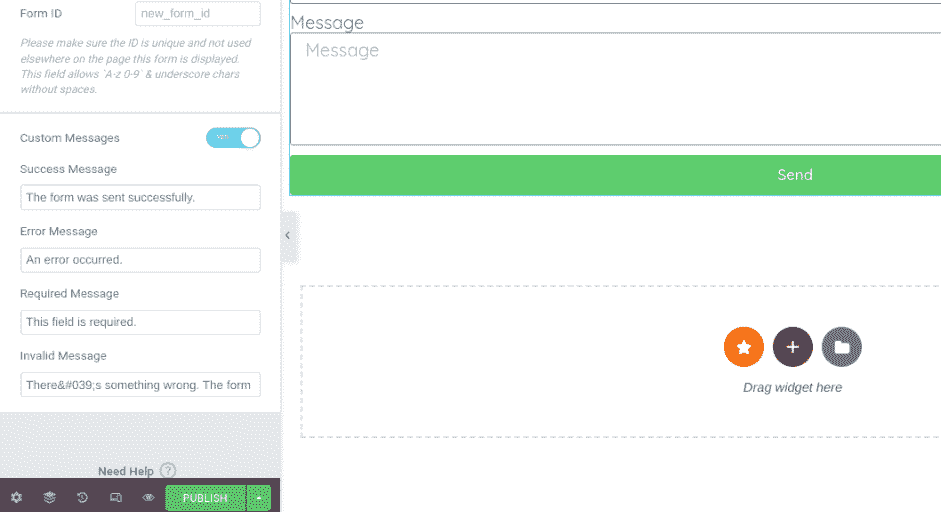 Form ID
new_form_id
Please make sure the ID is unique and not used
elsewhere on the page this form is displayed.
This field allows `A-z 0-9` & underscore chars
without spaces.
Custom Messages
Success Message
The form was sent successfully.
Error Message
An error occurred.
Required Message
This field is required.
Invalid Message
There&#039;s something wrong. The form
Need Help ?
PUBLISH
Message
Message
Send
Drag widget here